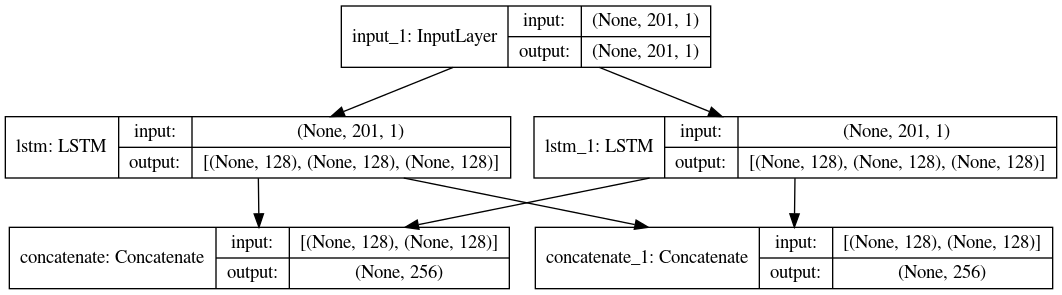 input_1: InputLayer
input: (None, 201, 1)
output: (None, 201, 1)
lstm: LSTM
input: (None, 201, 1)
output: [(None, 128), (None, 128), (None, 128)]
lstm_1: LSTM
input: (None, 201, 1)
output: [(None, 128), (None, 128), (None, 128)]
concatenate: Concatenate
input: [(None, 128), (None, 128)]
output: (None, 256)
concatenate_1: Concatenate
input: [(None, 128), (None, 128)]
output: (None, 256)